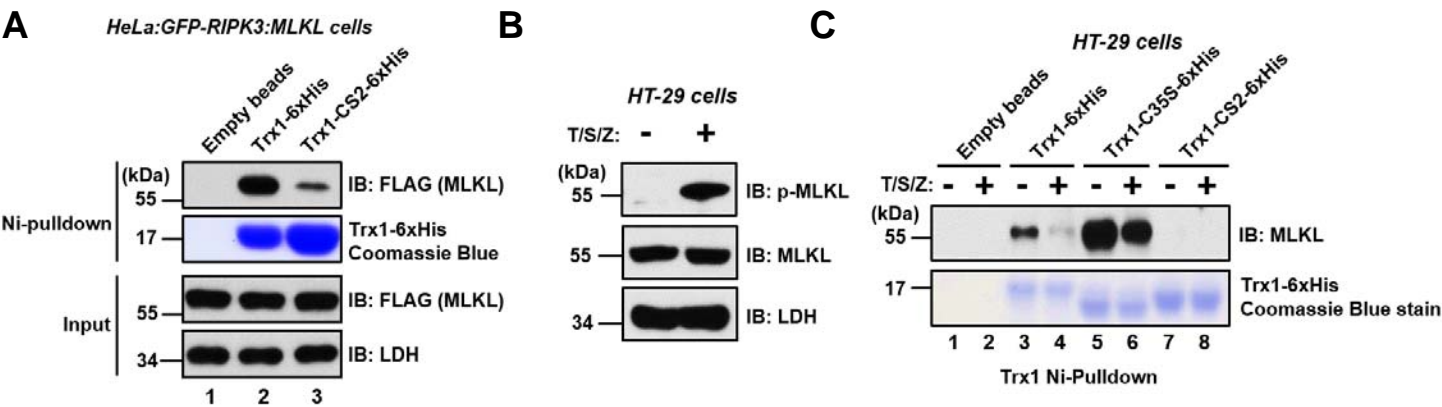 A
HeLa:GFP-RIPK3:MLKL cells
Empty beads
Trx1-6xHis
Trx1-CS2-6xHis
Ni-pulldown
(kDa)
55
IB: FLAG (MLKL)
17
Trx1-6xHis
Coomassie Blue
Input
55
IB: FLAG (MLKL)
34
IB: LDH
1 2 3
B
HT-29 cells
T/S/Z: - +
(kDa)
55
IB: p-MLKL
55
IB: MLKL
34
IB: LDH
C
HT-29 cells
Empty beads
Trx1-6xHis
Trx1-C35S-6xHis
Trx1-CS2-6xHis
T/S/Z: - + - + - + - +
(kDa)
55
IB: MLKL
17
Trx1-6xHis
Coomassie Blue stain
1 2 3 4 5 6 7 8
Trx1 Ni-Pulldown